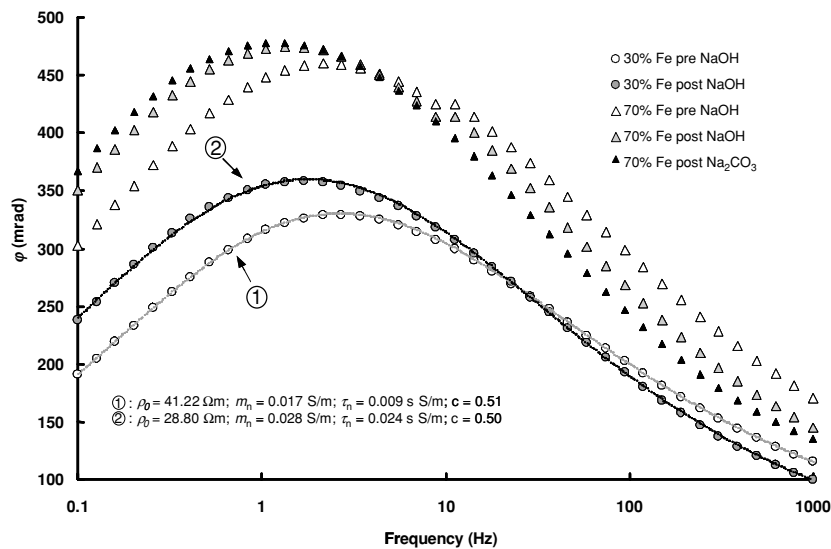 500
450
400
350
300
250
200
150
100
φ (mrad)
30% Fe pre NaOH
30% Fe post NaOH
70% Fe pre NaOH
70% Fe post NaOH
70% Fe post Na₂CO₃
②
①
①: ρ₀ = 41.22 Ωm; mₙ = 0.017 S/m; τₙ = 0.009 s S/m; c = 0.51
②: ρ₀ = 28.80 Ωm; mₙ = 0.028 S/m; τₙ = 0.024 s S/m; c = 0.50
0.1 1 10 100 1000
Frequency (Hz)